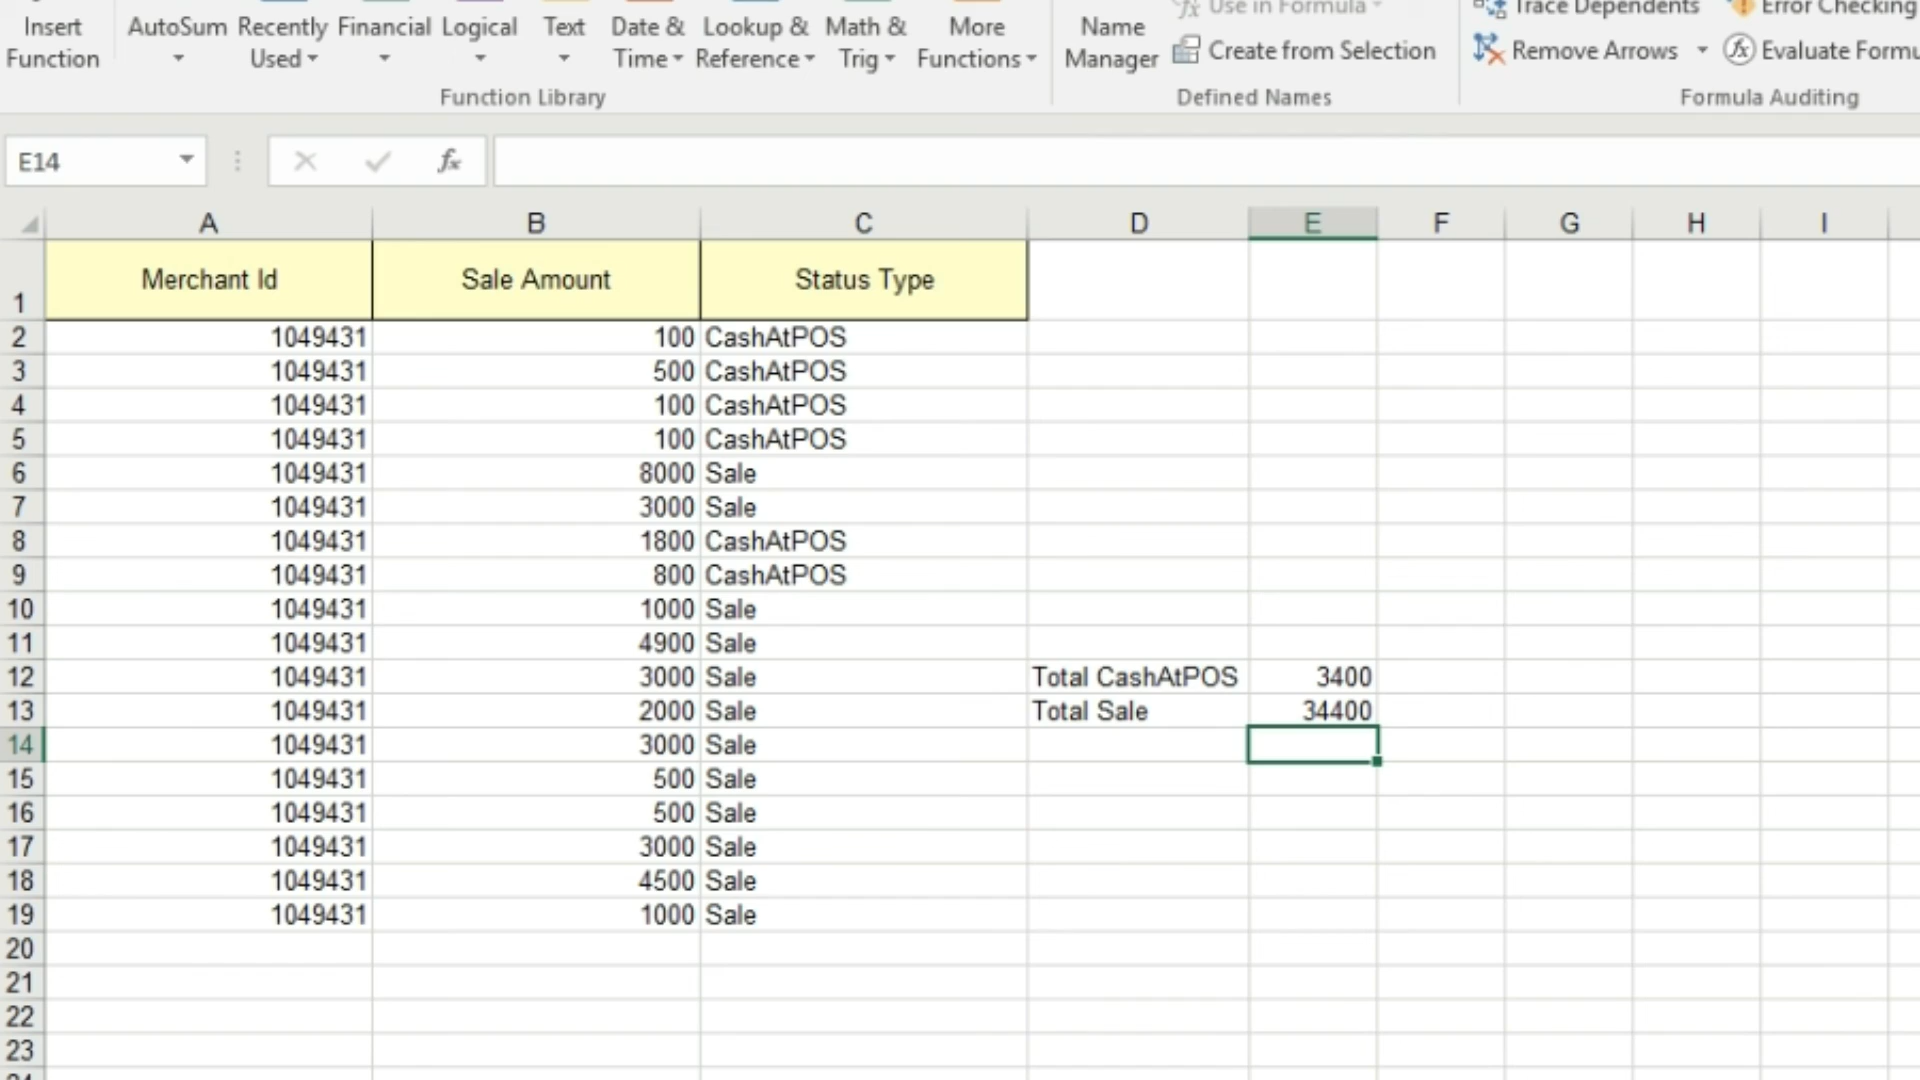 Insert Function
AutoSum
Recently Used
Financial
Logical
Text
Date & Time
Lookup & Reference
Math & Trig
More Functions
Function Library
Name Manager
Use in Formula
Create from Selection
Defined Names
Trace Dependents
Error Checking
Remove Arrows
Evaluate Formu
Formula Auditing
E14
fx
A B C D E F G H I
1 Merchant Id Sale Amount Status Type
2 1049431 100 CashAtPOS
3 1049431 500 CashAtPOS
4 1049431 100 CashAtPOS
5 1049431 100 CashAtPOS
6 1049431 8000 Sale
7 1049431 3000 Sale
8 1049431 1800 CashAtPOS
9 1049431 800 CashAtPOS
10 1049431 1000 Sale
11 1049431 4900 Sale
12 1049431 3000 Sale Total CashAtPOS 3400
13 1049431 2000 Sale Total Sale 34400
14 1049431 3000 Sale
15 1049431 500 Sale
16 1049431 500 Sale
17 1049431 3000 Sale
18 1049431 4500 Sale
19 1049431 1000 Sale
20
21
22
23